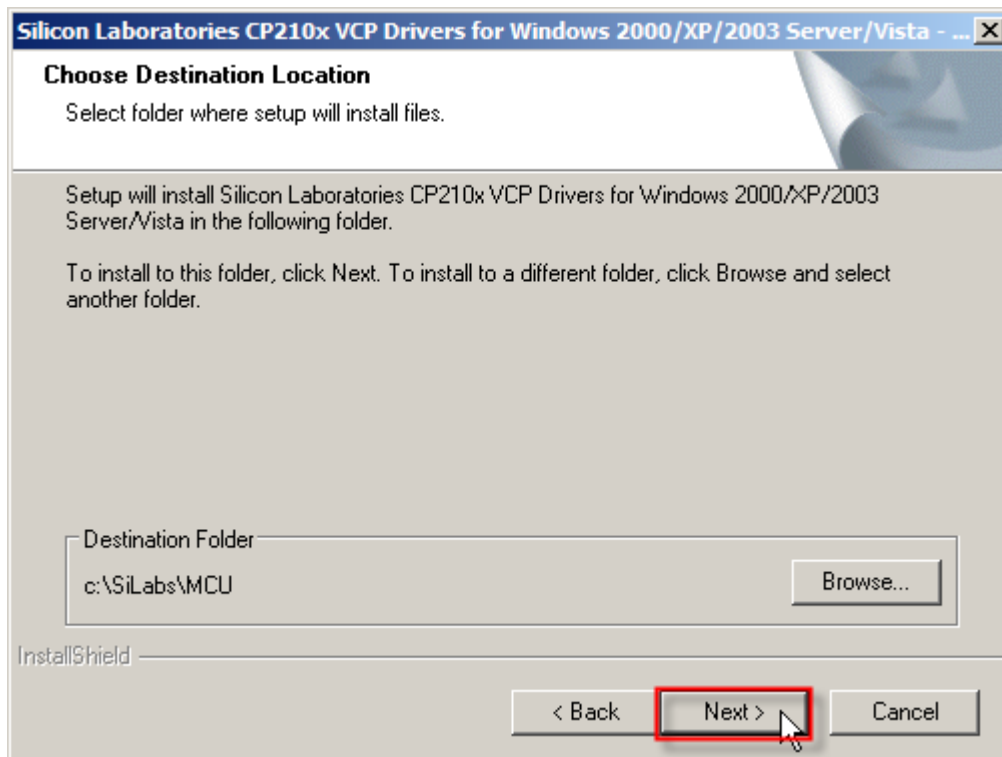 Silicon Laboratories CP210x VCP Drivers for Windows 2000/XP/2003 Server/Vista - ...
Choose Destination Location
Select folder where setup will install files.
Setup will install Silicon Laboratories CP210x VCP Drivers for Windows 2000/XP/2003
Server/Vista in the following folder.
To install to this folder, click Next. To install to a different folder, click Browse and select
another folder.
Destination Folder
c:\SiLabs\MCU
Browse...
InstallShield
< Back
Next >
Cancel